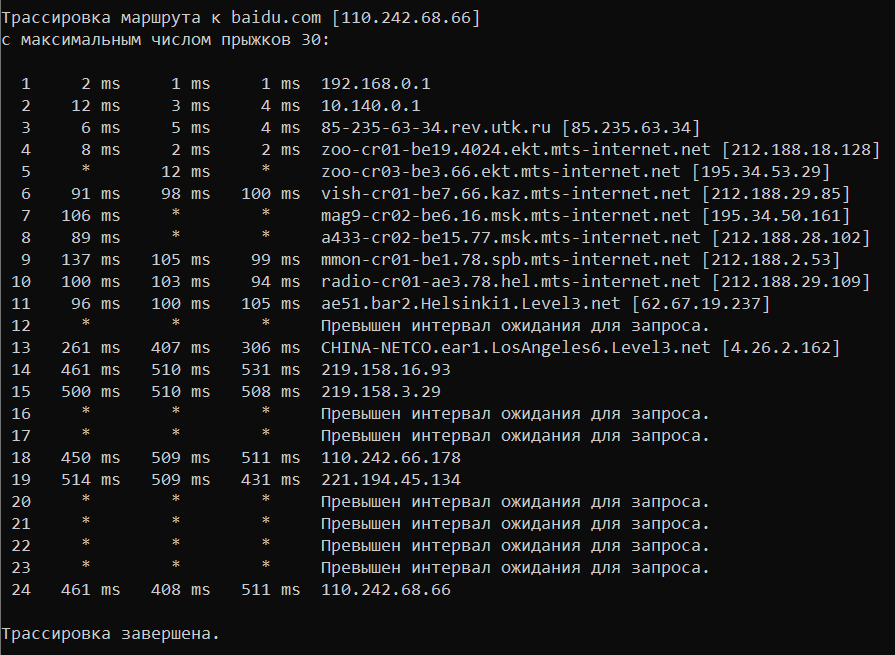 Трассировка маршрута к baidu.com [110.242.68.66]
с максимальным числом прыжков 30:
1 2 ms 1 ms 1 ms 192.168.0.1
2 12 ms 3 ms 4 ms 10.140.0.1
3 6 ms 5 ms 4 ms 85-235-63-34.rev.utk.ru [85.235.63.34]
4 8 ms 2 ms 2 ms zoo-cr01-be19.4024.ekt.mts-internet.net [212.188.18.128]
5 * 12 ms * zoo-cr03-be3.66.ekt.mts-internet.net [195.34.53.29]
6 91 ms 98 ms 100 ms vish-cr01-be7.66.kaz.mts-internet.net [212.188.29.85]
7 106 ms * * mag9-cr02-be6.16.msk.mts-internet.net [195.34.50.161]
8 89 ms * * a433-cr02-be15.77.msk.mts-internet.net [212.188.28.102]
9 137 ms 105 ms 99 ms mmon-cr01-be1.78.spb.mts-internet.net [212.188.2.53]
10 100 ms 103 ms 94 ms radio-cr01-ae3.78.hel.mts-internet.net [212.188.29.109]
11 96 ms 100 ms 105 ms ae51.bar2.Helsinki1.Level3.net [62.67.19.237]
12 * * * Превышен интервал ожидания для запроса.
13 261 ms 407 ms 306 ms CHINA-NETCO.ear1.LosAngeles6.Level3.net [4.26.2.162]
14 461 ms 510 ms 531 ms 219.158.16.93
15 500 ms 510 ms 508 ms 219.158.3.29
16 * * * Превышен интервал ожидания для запроса.
17 * * * Превышен интервал ожидания для запроса.
18 450 ms 509 ms 511 ms 110.242.66.178
19 514 ms 509 ms 431 ms 221.194.45.134
20 * * * Превышен интервал ожидания для запроса.
21 * * * Превышен интервал ожидания для запроса.
22 * * * Превышен интервал ожидания для запроса.
23 * * * Превышен интервал ожидания для запроса.
24 461 ms 408 ms 511 ms 110.242.68.66
Трассировка завершена.